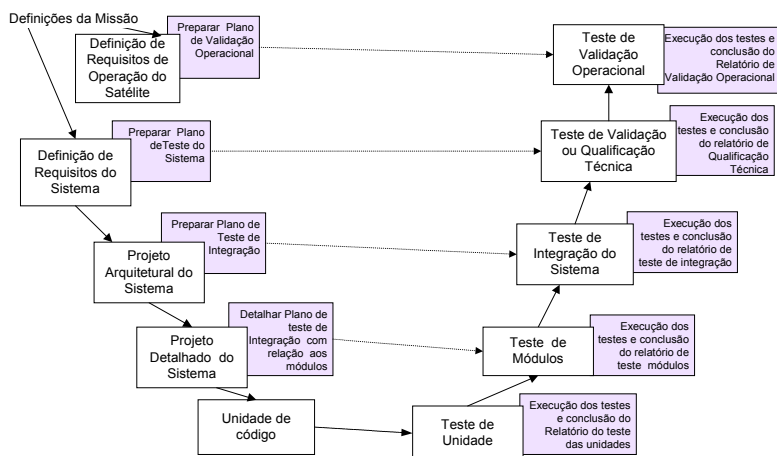 Definições da Missão
Preparar Plano
de Validação
Operacional
Definição de
Requisitos de
Operação do
Satélite
Teste de
Validação
Operacional
Execução dos testes e
conclusão do
Relatório de
Validação Operacional
Preparar Plano
deTeste do
Sistema
Definição de
Requisitos do
Sistema
Teste de Validação
ou Qualificação
Técnica
Execução dos
testes e conclusão
do relatório de
Qualificação
Técnica
Preparar Plano de
Teste de
Integração
Projeto
Arquitetural do
Sistema
Teste de
Integração do
Sistema
Execução dos
testes e conclusão
do relatório de
teste de integração
Detalhar Plano de
teste de
Integração com
relação aos
módulos
Projeto
Detalhado do
Sistema
Teste de
Módulos
Execução dos
testes e conclusão
do relatório de
teste módulos
Unidade de
código
Teste de
Unidade
Execução dos testes
e conclusão do
Relatório do teste
das unidades